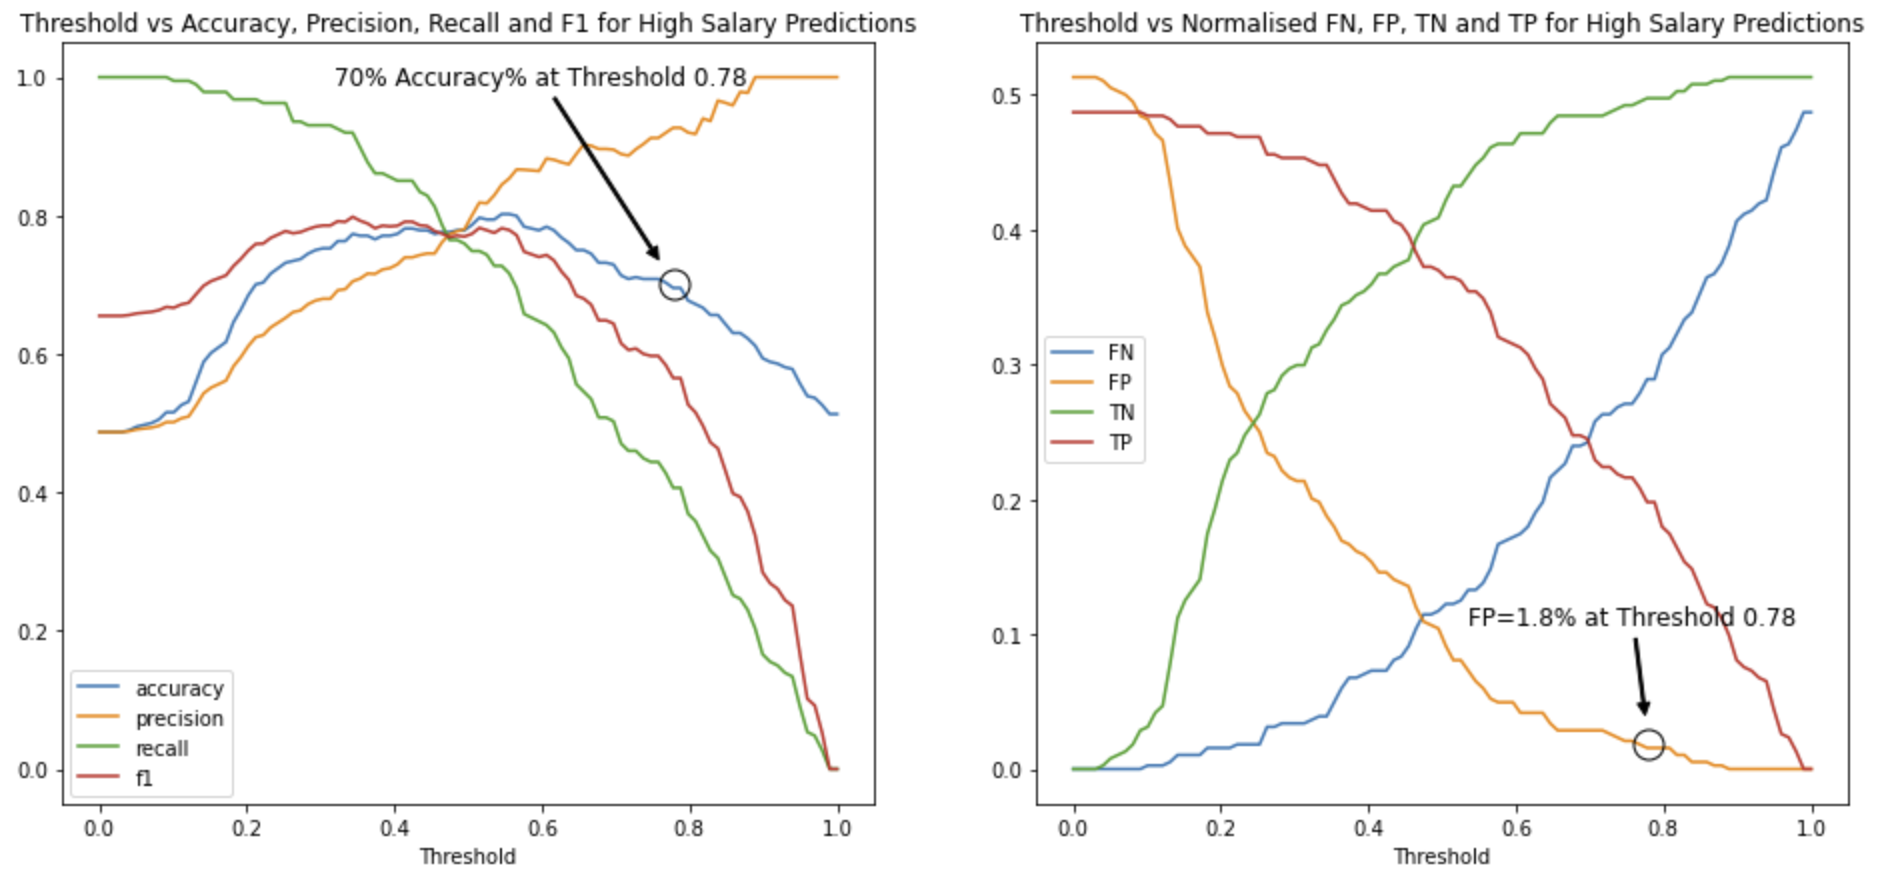 Threshold vs Accuracy, Precision, Recall and F1 for High Salary Predictions
70% Accuracy% at Threshold 0.78
1.0
0.8
0.6
0.4
0.2
0.0
accuracy
precision
recall
f1
0.0 0.2 0.4 0.6 0.8 1.0
Threshold
Threshold vs Normalised FN, FP, TN and TP for High Salary Predictions
0.5
0.4
0.3
0.2
0.1
0.0
FN
FP
TN
TP
FP=1.8% at Threshold 0.78
0.0 0.2 0.4 0.6 0.8 1.0
Threshold